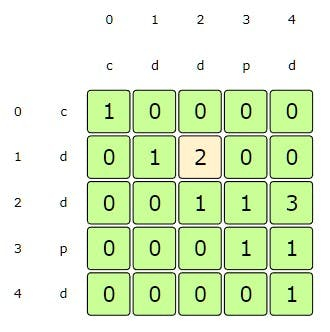 0 1 2 3 4
c d d p d
0 c 1 0 0 0 0
1 d 0 1 2 0 0
2 d 0 0 1 1 3
3 p 0 0 0 1 1
4 d 0 0 0 0 1